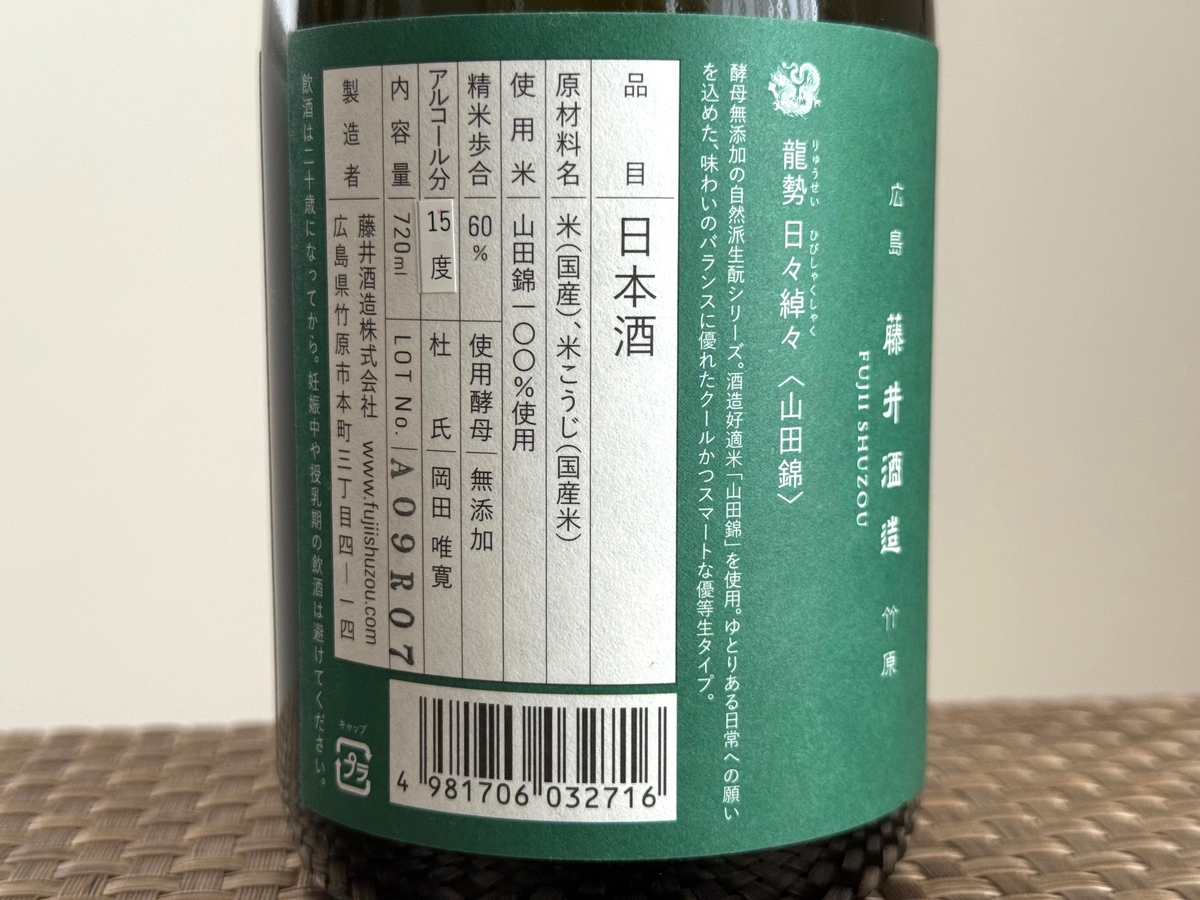 広島 藤井酒造 竹原
FUJII SHUZOU
りゅうせい ひびしゃくしゃく
龍勢 日々綽々〈山田錦〉
酵母無添加の自然派生酛シリーズ。酒造好適米「山田錦」を使用。ゆとりある日常への願い
を込めた、味わいのバランスに優れたクールかつスマートな優等生タイプ。
品目 日本酒
原材料名 米(国産)、米こうじ(国産米)
使用米 山田錦一〇〇%使用
精米歩合 60% 使用酵母 無添加
アルコール分 15度 杜氏 岡田唯寛
内容量 720ml LOT No. A09R07
製造者 藤井酒造株式会社 www.fujiishuzou.com
広島県竹原市本町三丁目四―一四
飲酒は二十歳になってから。妊娠中や授乳期の飲酒は避けてください。
キャップ
プラ
4 981706 032716